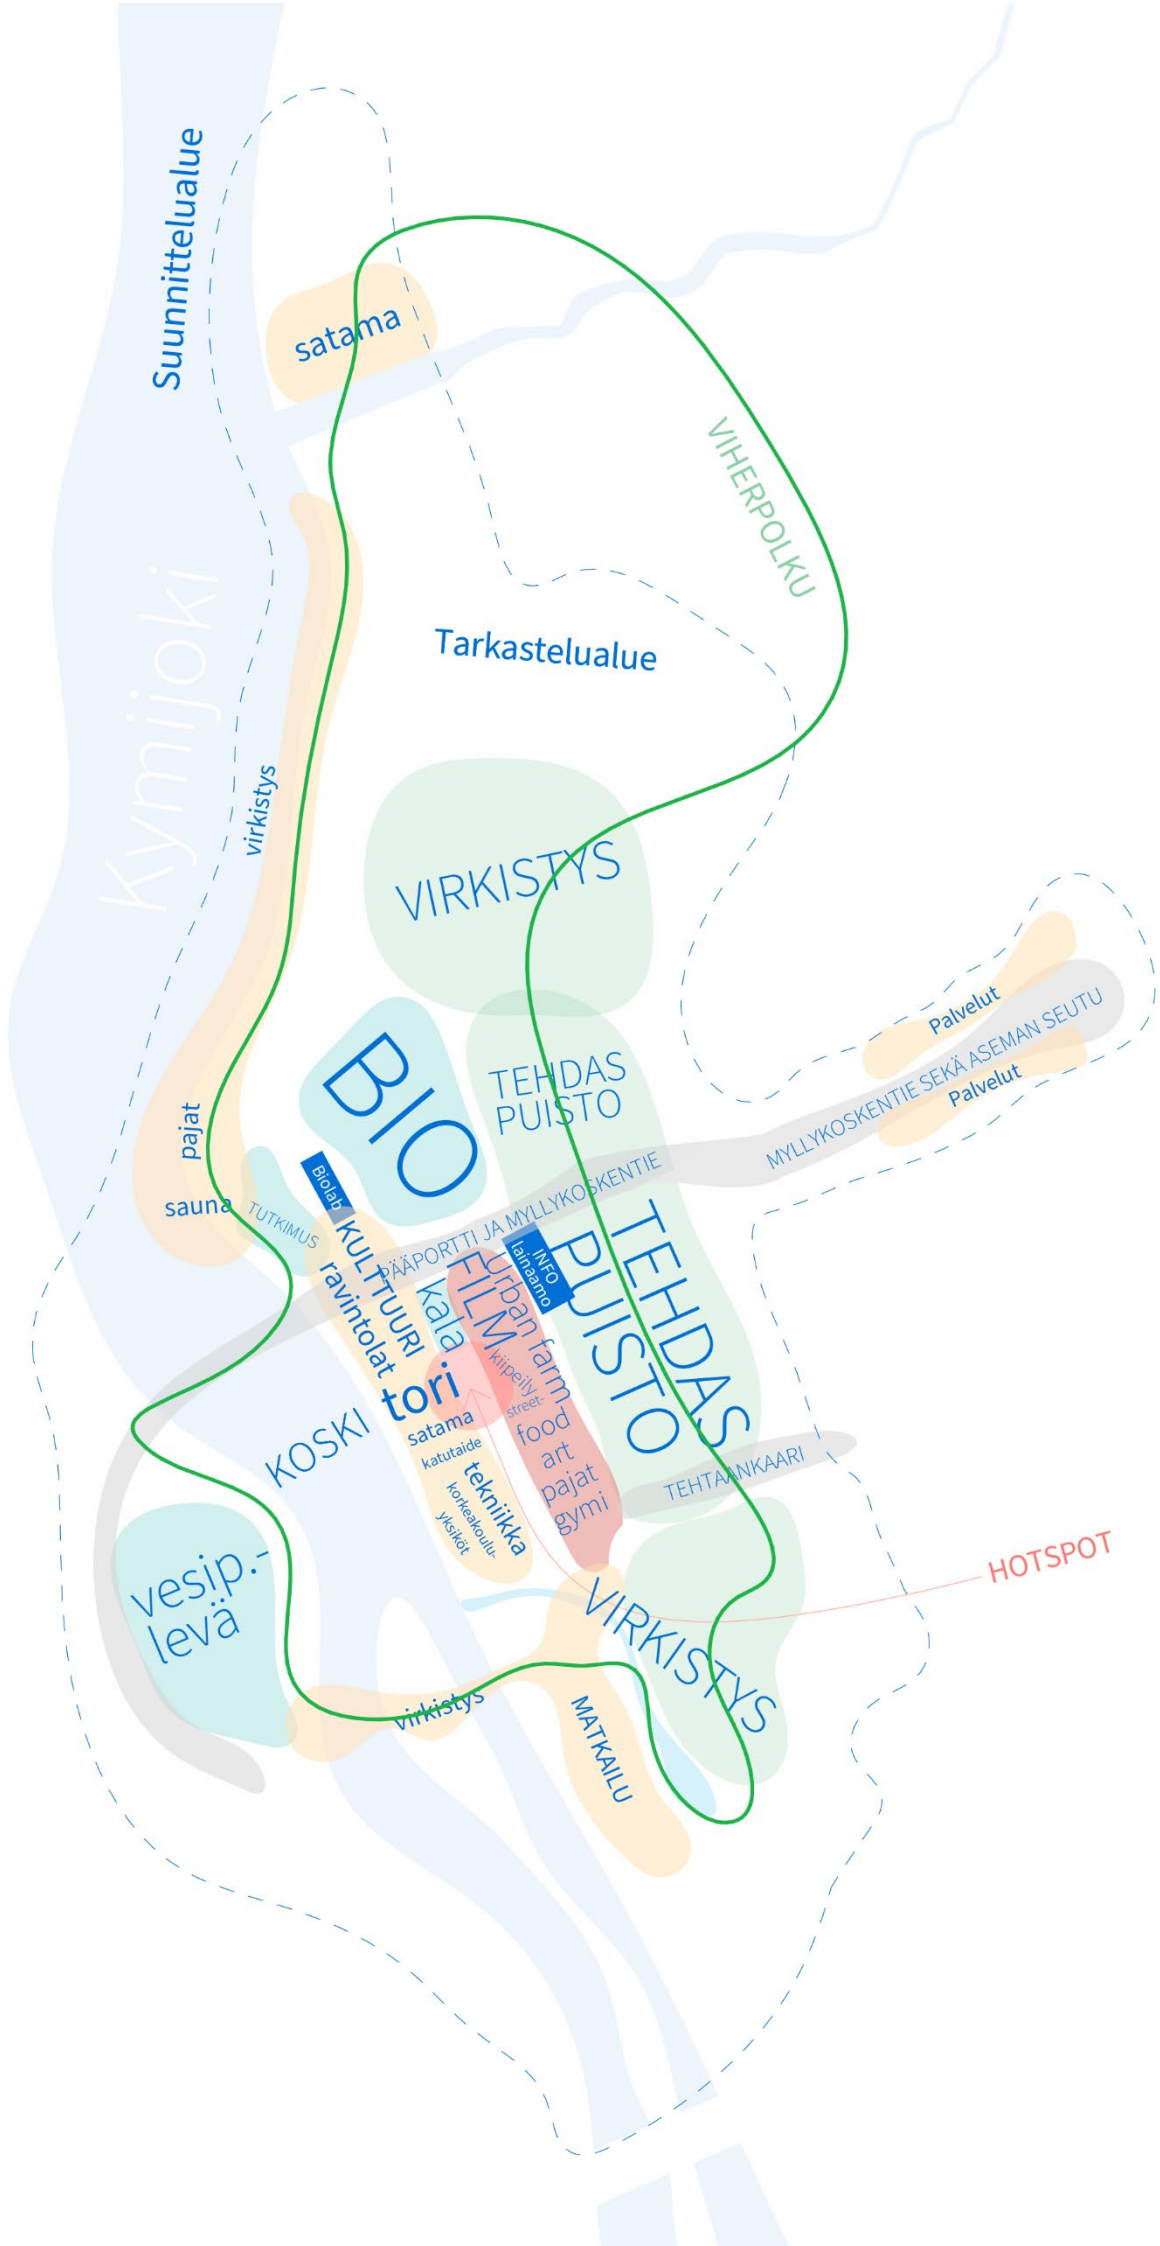 Suunnittelualue
satama
VIHERPOLKU
Kymijoki
Tarkastelualue
virkistys
VIRKISTYS
BIO
TEHDAS
PUISTO
Palvelut
MYLLYKOSKENTIE SEKÄ ASEMAN SEUTU
Palvelut
pajat
sauna
TUTKIMUS
Biolab
PÄÄPORTTI JA MYLLYKOSKENTIE
INFO
lainaamo
KULTTUURI
ravintolat
kala
FILM
Urban farm
TEHDAS
PUISTO
tori
kiipeily
street-
food
art
pajat
gymi
satama
katutaide
tekniikka
korkeakoulu-
yksiköt
KOSKI
TEHTAANKAARI
vesip.-
levä
HOTSPOT
VIRKISTYS
virkistys
MATKAILU